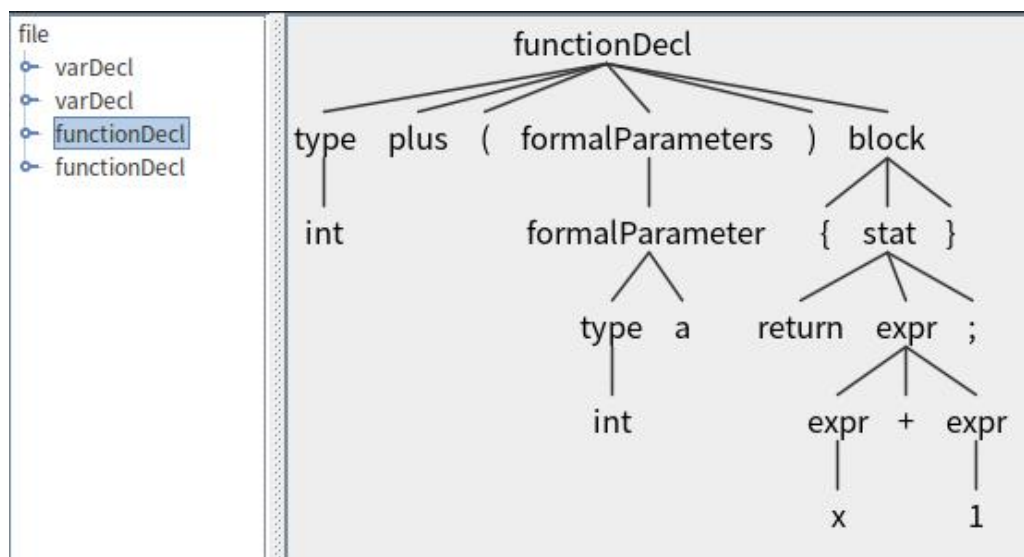 file
varDecl
varDecl
functionDecl
functionDecl
functionDecl
type plus ( formalParameters ) block
int formalParameter { stat }
type a return expr ;
int expr + expr
x 1